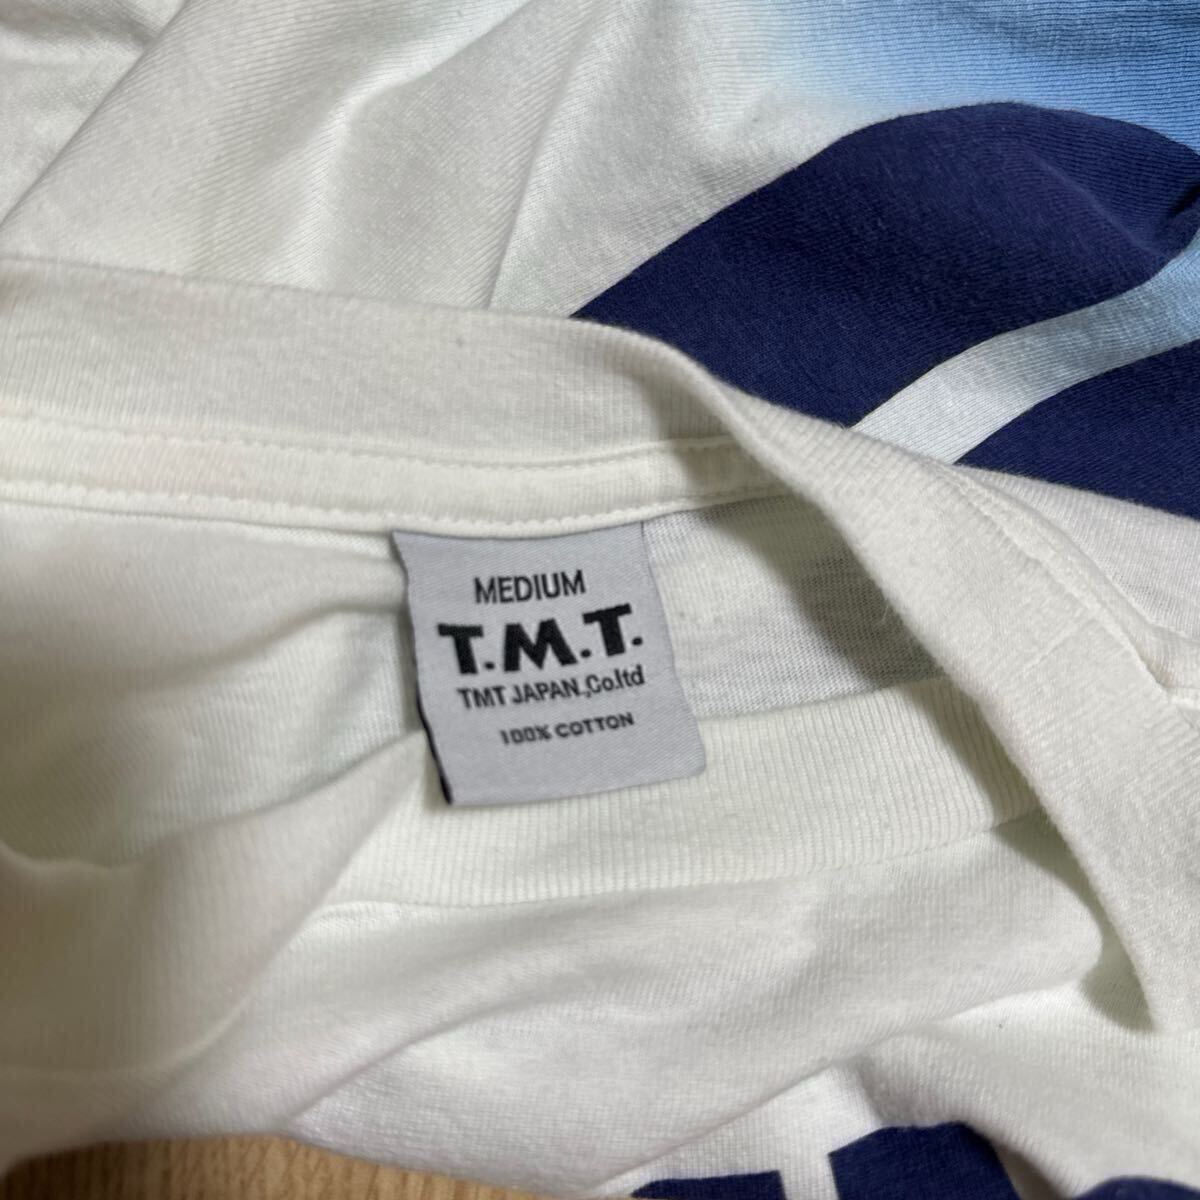 MEDIUM
T.M.T.
TMT JAPAN.,Co.ltd
100% COTTON